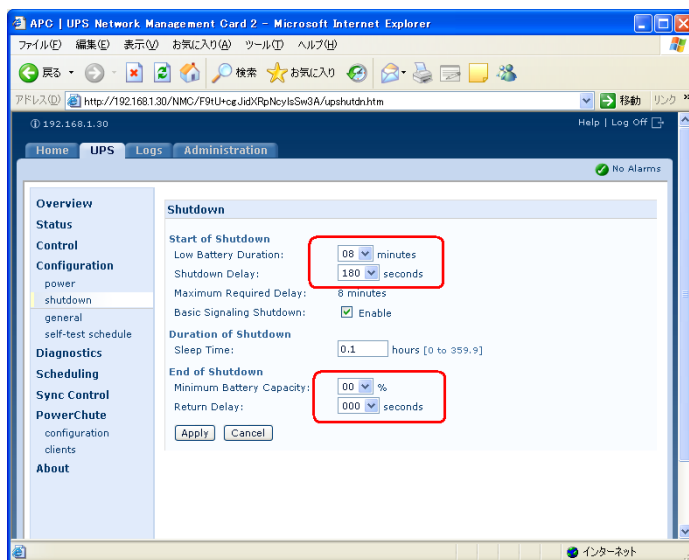 APC | UPS Network Management Card 2 - Microsoft Internet Explorer
ファイル(F) 編集(E) 表示(V) お気に入り(A) ツール(T) ヘルプ(H)
戻る 検索 お気に入り
アドレス(D) http://192.168.1.30/NMC/F9tU+cgJidXRpNcyIsSw3A/upshutdn.htm 移動 リンク »
192.168.1.30 Help | Log Off
Home UPS Logs Administration
No Alarms
Overview
Status
Control
Configuration
power
shutdown
general
self-test schedule
Diagnostics
Scheduling
Sync Control
PowerChute
configuration
clients
About
Shutdown
Start of Shutdown
Low Battery Duration: 08 minutes
Shutdown Delay: 180 seconds
Maximum Required Delay: 8 minutes
Basic Signaling Shutdown: Enable
Duration of Shutdown
Sleep Time: 0.1 hours [0 to 359.9]
End of Shutdown
Minimum Battery Capacity: 00 %
Return Delay: 000 seconds
Apply Cancel
インターネット